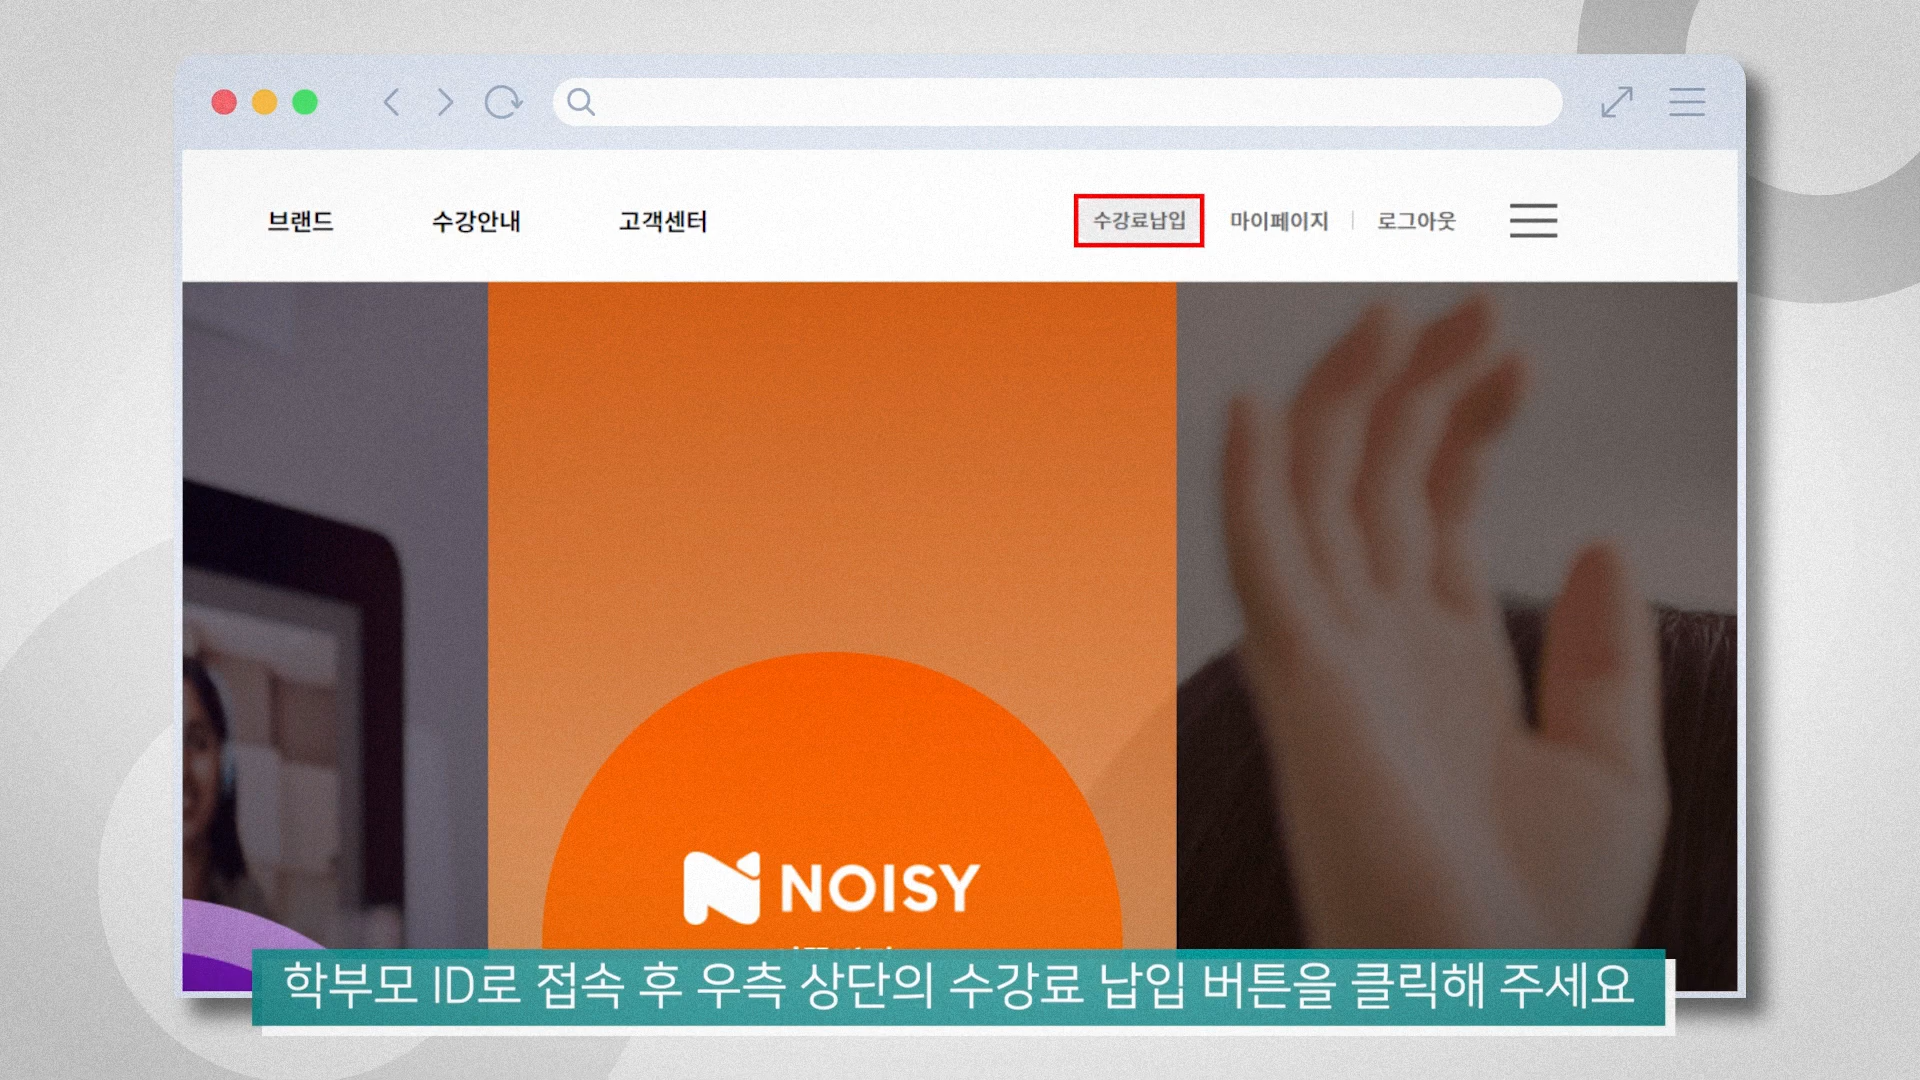 브랜드 수강안내 고객센터 수강료납입 마이페이지 로그아웃
NOISY
학부모 ID로 접속 후 우측 상단의 수강료 납입 버튼을 클릭해 주세요